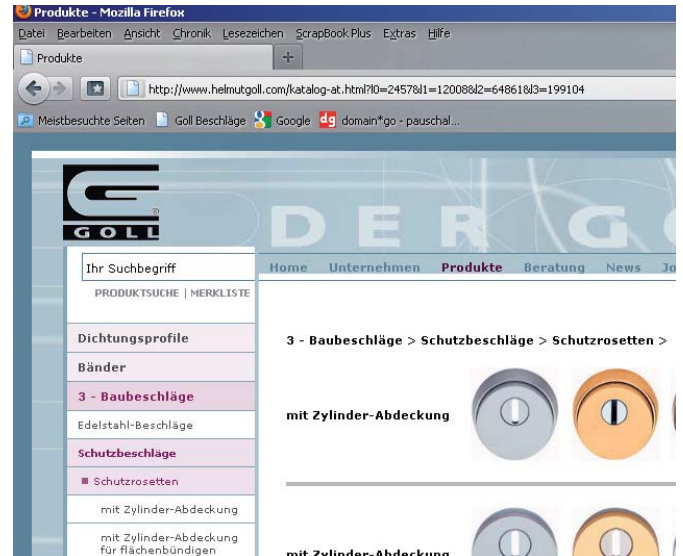 Produkte - Mozilla Firefox
Datei Bearbeiten Ansicht Chronik Lesezeichen ScrapBook Plus Extras Hilfe
Produkte
http://www.helmutgoll.com/katalog-at.html?l0=2457&l1=12008&l2=64861&l3=199104
Meistbesuchte Seiten Goll Beschläge Google dg domain*go - pauschal...
G
® 
GOLL
DER GO
Ihr Suchbegriff
Home Unternehmen Produkte Beratung News Jo
PRODUKTSUCHE | MERKLISTE
Dichtungsprofile
3 - Baubeschläge > Schutzbeschläge > Schutzrosetten >
Bänder
3 - Baubeschläge
mit Zylinder-Abdeckung
Edelstahl-Beschläge
Schutzbeschläge
Schutzrosetten
mit Zylinder-Abdeckung
mit Zylinder-Abdeckung
für flächenbündigen
mit Zylinder-Abdeckung